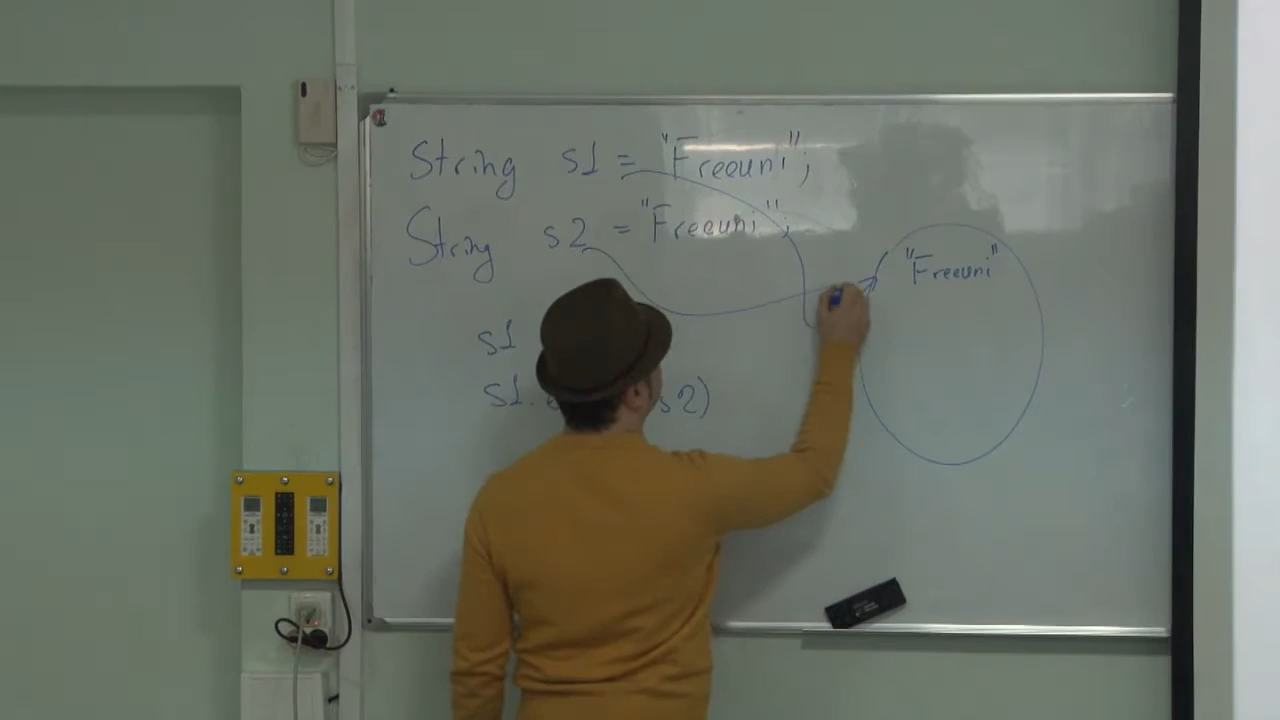 String s1 = "Freeuni";
String s2 = "Freeuni";
"Freeuni"
s1
s1. s2)